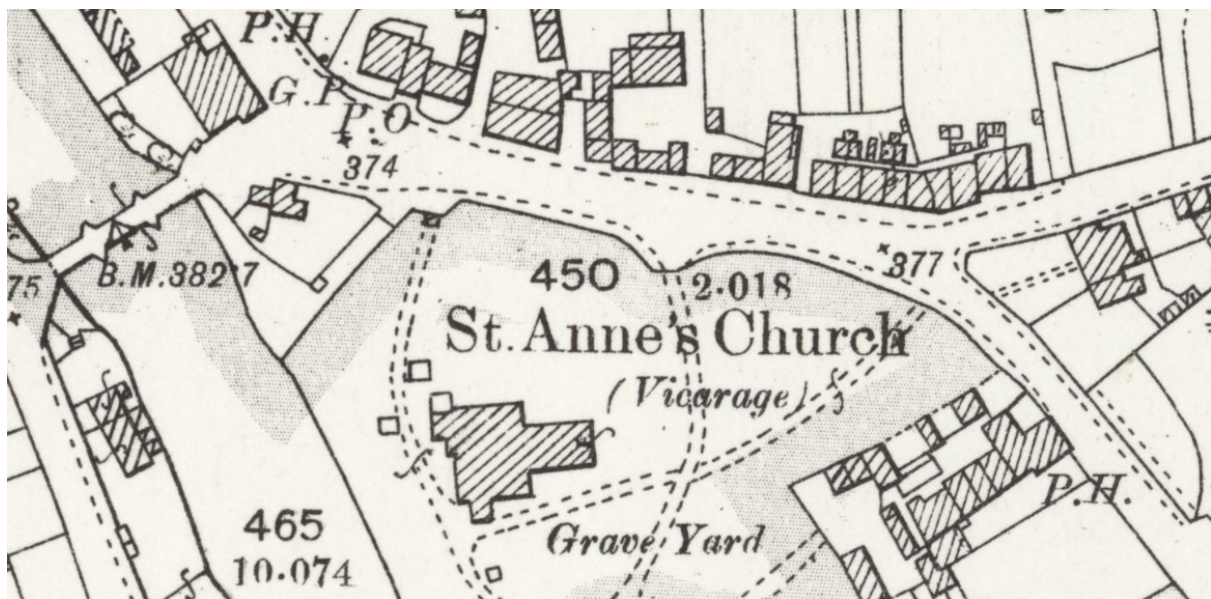 P.H.
G.P.
P.O
374
377
450
2·018
75
B.M.382·7
St. Anne's Church
(Vicarage)
P.H.
465
10·074
Grave Yard